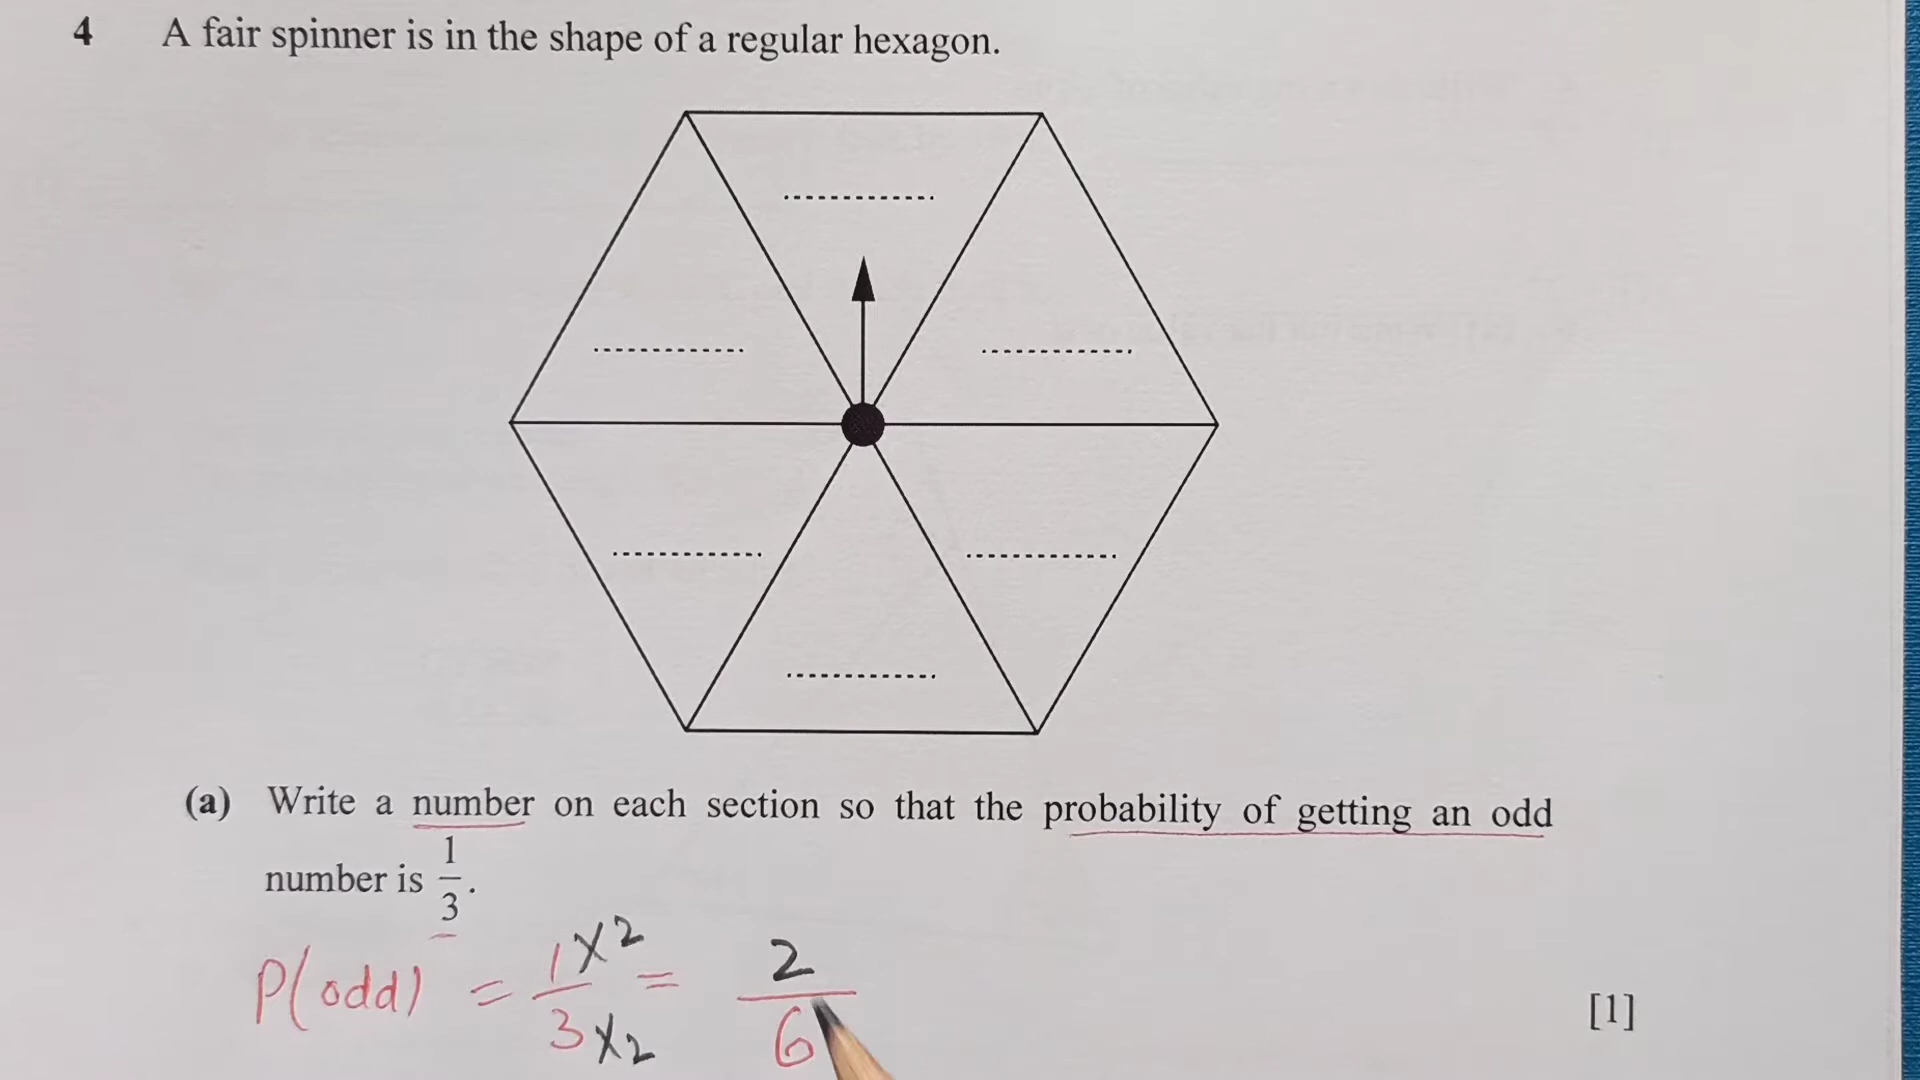 4 A fair spinner is in the shape of a regular hexagon.
............
............ ............
............ ............
............
(a) Write a number on each section so that the probability of getting an odd
number is 1/3.
P(odd) = 1×2/3×2 = 2/6
[1]